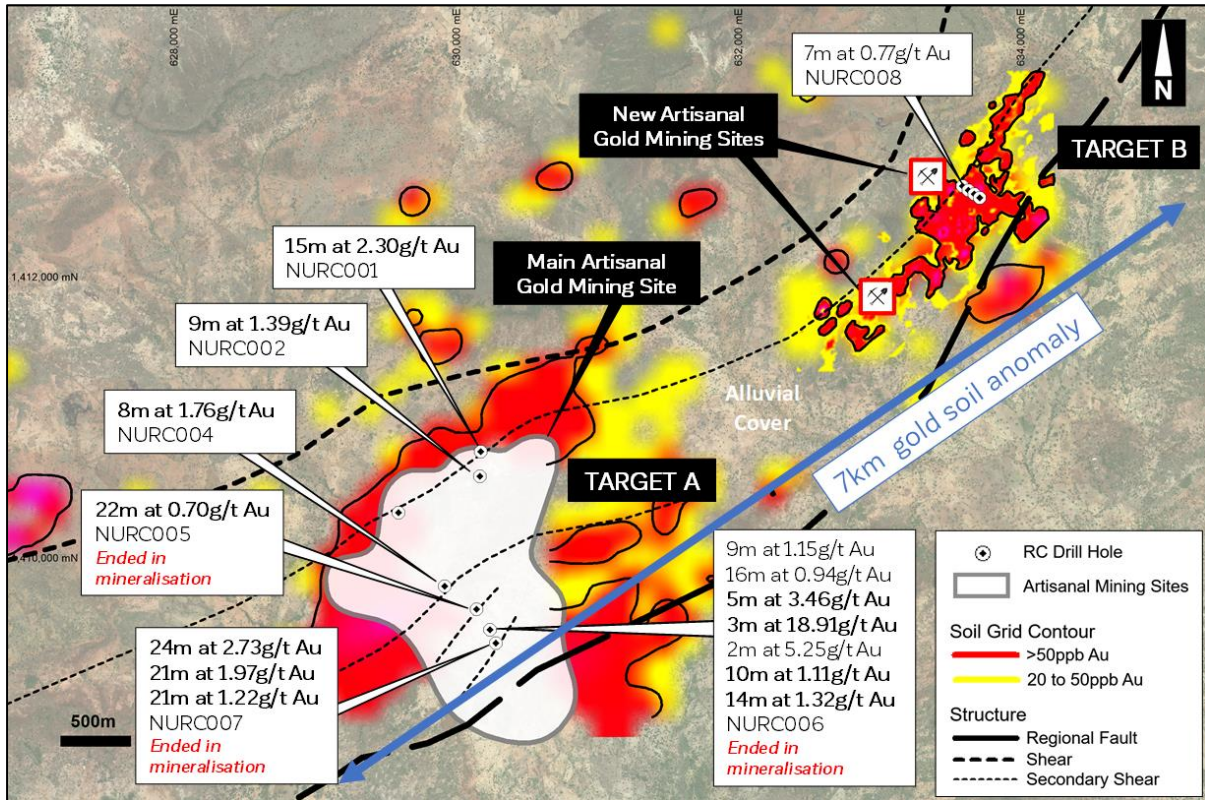 628,000 mE
630,000 mE
632,000 mE
634,000 mE
7m at 0.77g/t Au
NURC008
N
New Artisanal
Gold Mining Sites
TARGET B
15m at 2.30g/t Au
NURC001
Main Artisanal
Gold Mining Site
1,412,000 mN
9m at 1.39g/t Au
NURC002
8m at 1.76g/t Au
NURC004
Alluvial
Cover
7km gold soil anomaly
TARGET A
22m at 0.70g/t Au
NURC005
Ended in
mineralisation
1,410,000 mN
24m at 2.73g/t Au
21m at 1.97g/t Au
21m at 1.22g/t Au
NURC007
Ended in
mineralisation
9m at 1.15g/t Au
16m at 0.94g/t Au
5m at 3.46g/t Au
3m at 18.91g/t Au
2m at 5.25g/t Au
10m at 1.11g/t Au
14m at 1.32g/t Au
NURC006
Ended in
mineralisation
500m
RC Drill Hole
Artisanal Mining Sites
Soil Grid Contour
>50ppb Au
20 to 50ppb Au
Structure
Regional Fault
Shear
Secondary Shear